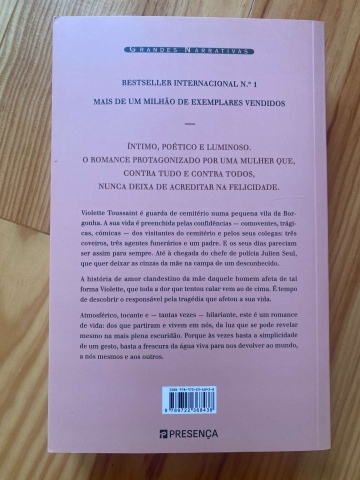 GRANDES NARRATIVAS
BESTSELLER INTERNACIONAL N.º 1
MAIS DE UM MILHÃO DE EXEMPLARES VENDIDOS
—
ÍNTIMO, POÉTICO E LUMINOSO.
O ROMANCE PROTAGONIZADO POR UMA MULHER QUE,
CONTRA TUDO E CONTRA TODOS,
NUNCA DEIXA DE ACREDITAR NA FELICIDADE.
Violette Toussaint é guarda de cemitério numa pequena vila da Bor-
gonha. A sua vida é preenchida pelas confidências — comoventes, trági-
cas, cómicas — dos visitantes do cemitério e pelos seus colegas: três
coveiros, três agentes funerários e um padre. E os seus dias pareciam
ser assim para sempre. Até à chegada do chefe de polícia Julien Seul,
que quer deixar as cinzas da mãe na campa de um desconhecido.
A história de amor clandestino da mãe daquele homem afeta de tal
forma Violette, que toda a dor que tentou calar vem ao de cima. É tempo
de descobrir o responsável pela tragédia que afetou a sua vida.
Atmosférico, tocante e — tantas vezes — hilariante, este é um romance
de vida: dos que partiram e vivem em nós, da luz que se pode revelar
mesmo na mais plena escuridão. Porque às vezes basta a simplicidade
de um gesto, basta a frescura da água viva para nos devolver ao mundo,
a nós mesmos e aos outros.
ISBN 978-972-23-6843-8
9 789722 368438
PRESENÇA